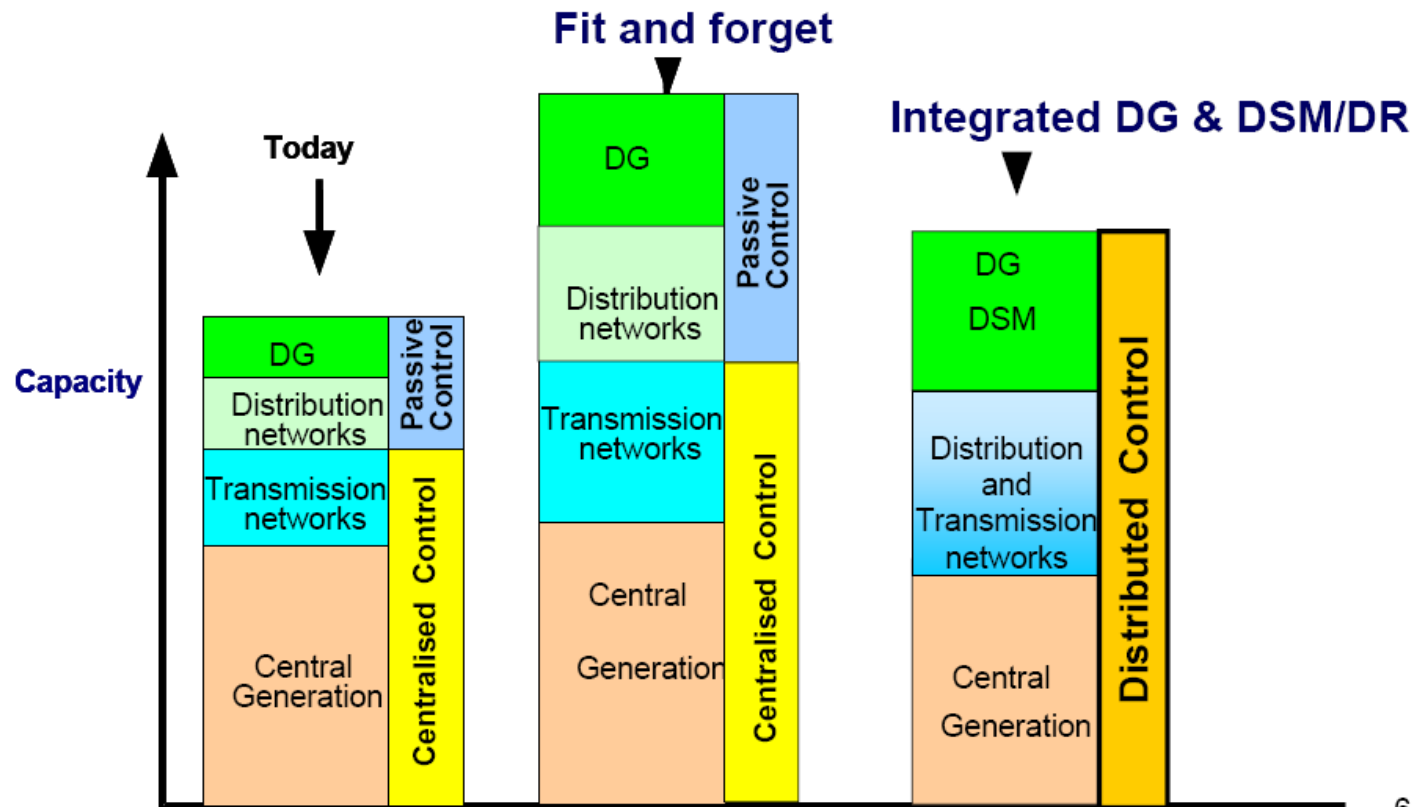 Fit and forget
Integrated DG & DSM/DR
Today
Capacity
DG
Distribution
networks
Transmission
networks
Central
Generation
Passive
Control
Centralised Control
DG
Distribution
networks
Transmission
networks
Central
Generation
Passive
Control
Centralised Control
DG
DSM
Distribution
and
Transmission
networks
Central
Generation
Distributed Control